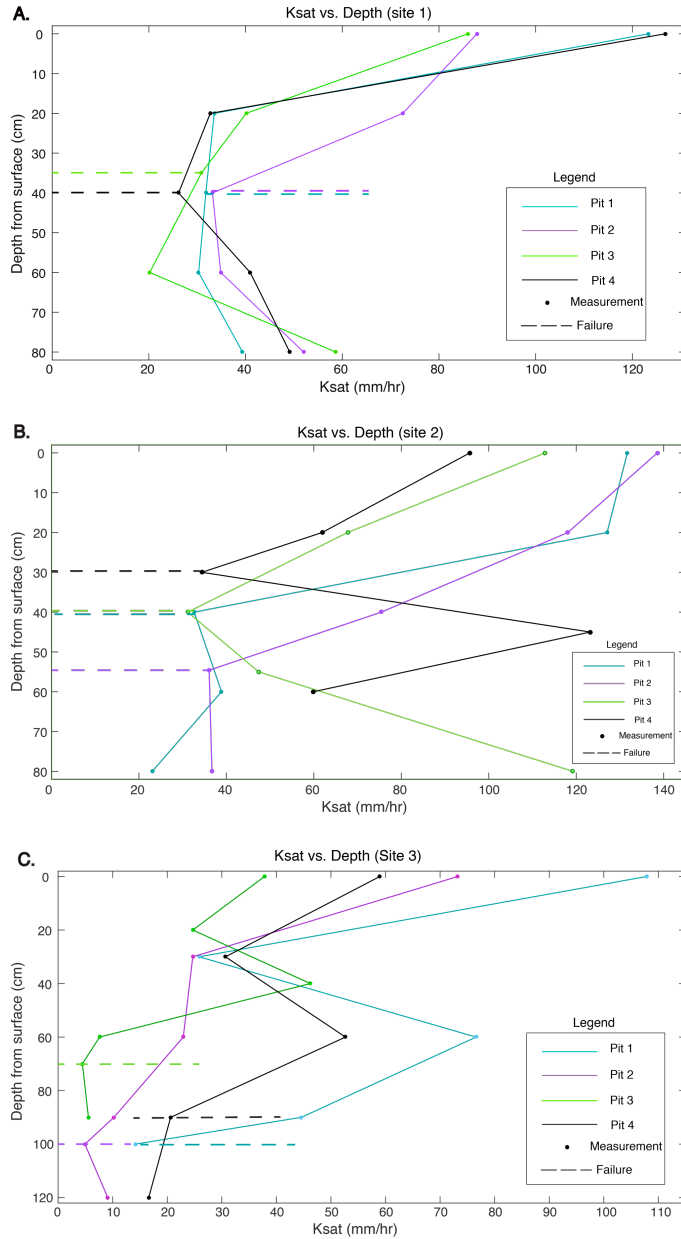 A.
Ksat vs. Depth (site 1)
0
10
20
30
40
50
60
70
80
Depth from surface (cm)
Legend
Pit 1
Pit 2
Pit 3
Pit 4
Measurement
Failure
0 20 40 60 80 100 120
Ksat (mm/hr)
B.
Ksat vs. Depth (site 2)
0
10
20
30
40
50
60
70
80
Depth from surface (cm)
Legend
Pit 1
Pit 2
Pit 3
Pit 4
Measurement
Failure
0 20 40 60 80 100 120 140
Ksat (mm/hr)
C.
Ksat vs. Depth (Site 3)
0
20
40
60
80
100
120
Depth from surface (cm)
Legend
Pit 1
Pit 2
Pit 3
Pit 4
Measurement
Failure
0 10 20 30 40 50 60 70 80 90 100 110
Ksat (mm/hr)